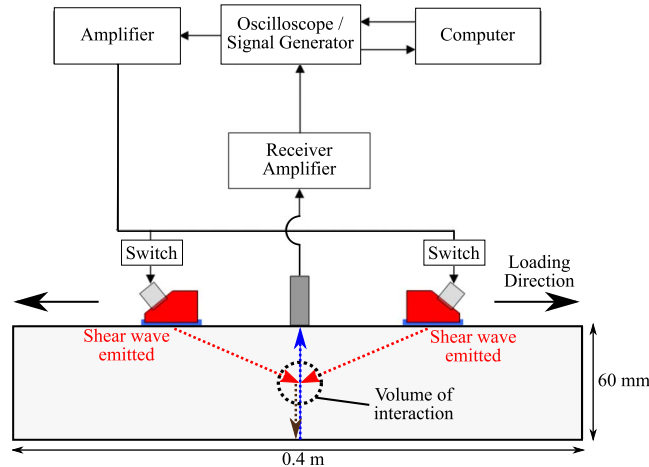 Amplifier
Oscilloscope /
Signal Generator
Computer
Receiver
Amplifier
Switch
Switch
Loading
Direction
Shear wave
emitted
Shear wave
emitted
60 mm
Volume of
interaction
0.4 m